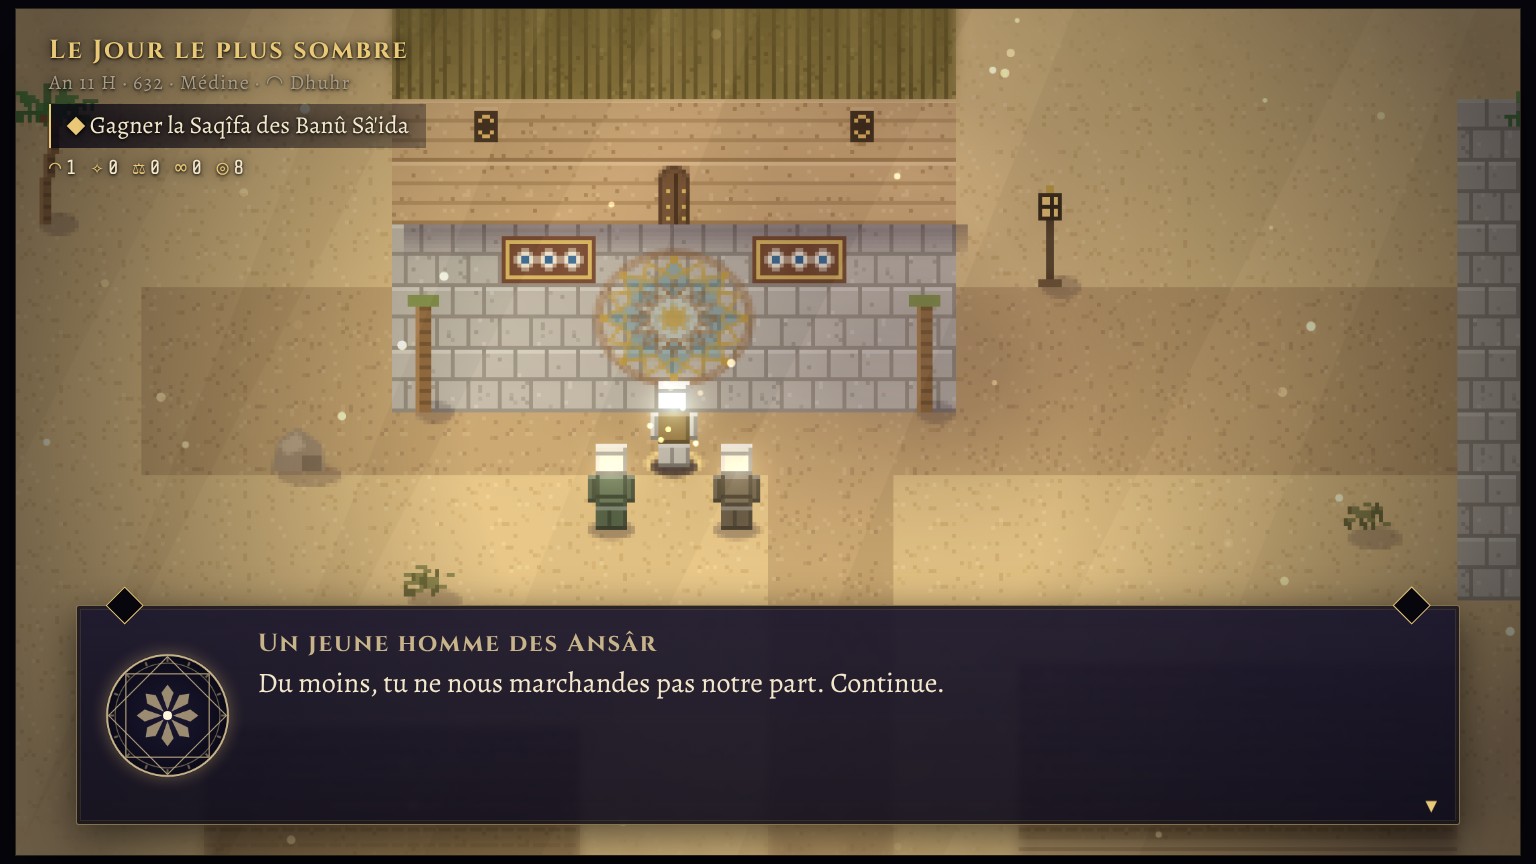 Le Jour le plus sombre
An 11 H · 632 · Médine · ◠ Dhuhr
◆ Gagner la Saqîfa des Banû Sâ'ida
◠1 ✧0 ⚖0 ∞0 ◎8
Un jeune homme des Ansâr
Du moins, tu ne nous marchandes pas notre part. Continue.
▼